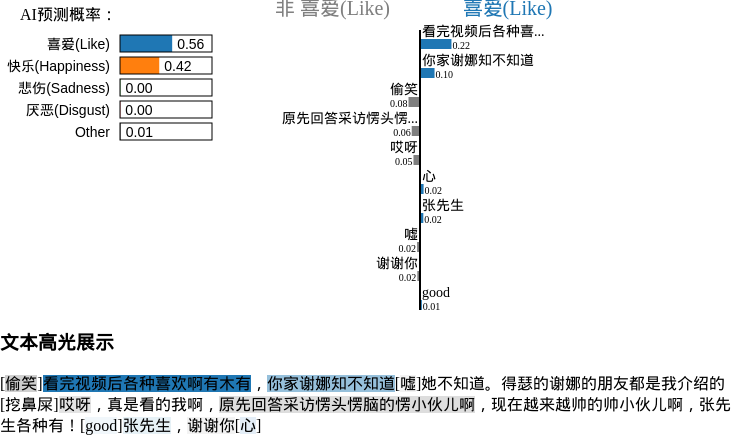 AI预测概率：
喜爱(Like) 0.56
快乐(Happiness) 0.42
悲伤(Sadness) 0.00
厌恶(Disgust) 0.00
Other 0.01
非 喜爱(Like) 喜爱(Like)
看完视频后各种喜...
0.22
你家谢娜知不知道
0.10
偷笑
0.08
原先回答采访愣头愣...
0.06
哎呀
0.05
心
0.02
张先生
0.02
嘘
0.02
谢谢你
0.02
good
0.01
文本高光展示
[偷笑]看完视频后各种喜欢啊有木有，你家谢娜知不知道[嘘]她不知道。得瑟的谢娜的朋友都是我介绍的
[挖鼻屎]哎呀，真是看的我啊，原先回答采访愣头愣脑的愣小伙儿啊，现在越来越帅的帅小伙儿啊，张先
生各种有！[good]张先生，谢谢你[心]